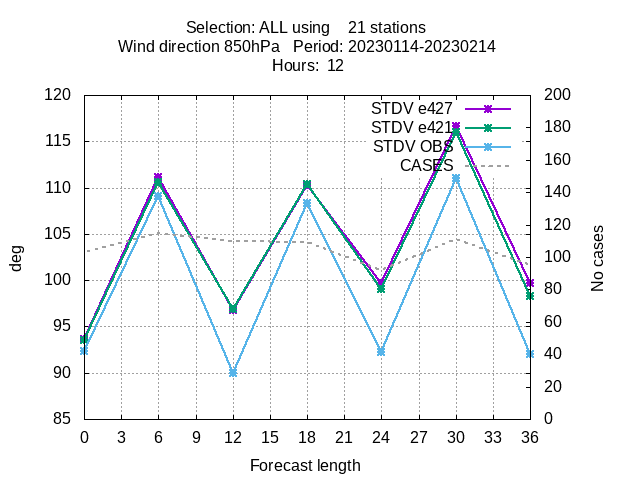 Selection: ALL using    21 stations
Wind direction 850hPa   Period: 20230114-20230214
Hours:  12
120
115
110
105
100
95
90
85
deg
200
180
160
140
120
100
80
60
40
20
0
No cases
STDV e427
STDV e421
STDV OBS
CASES
0 3 6 9 12 15 18 21 24 27 30 33 36
Forecast length